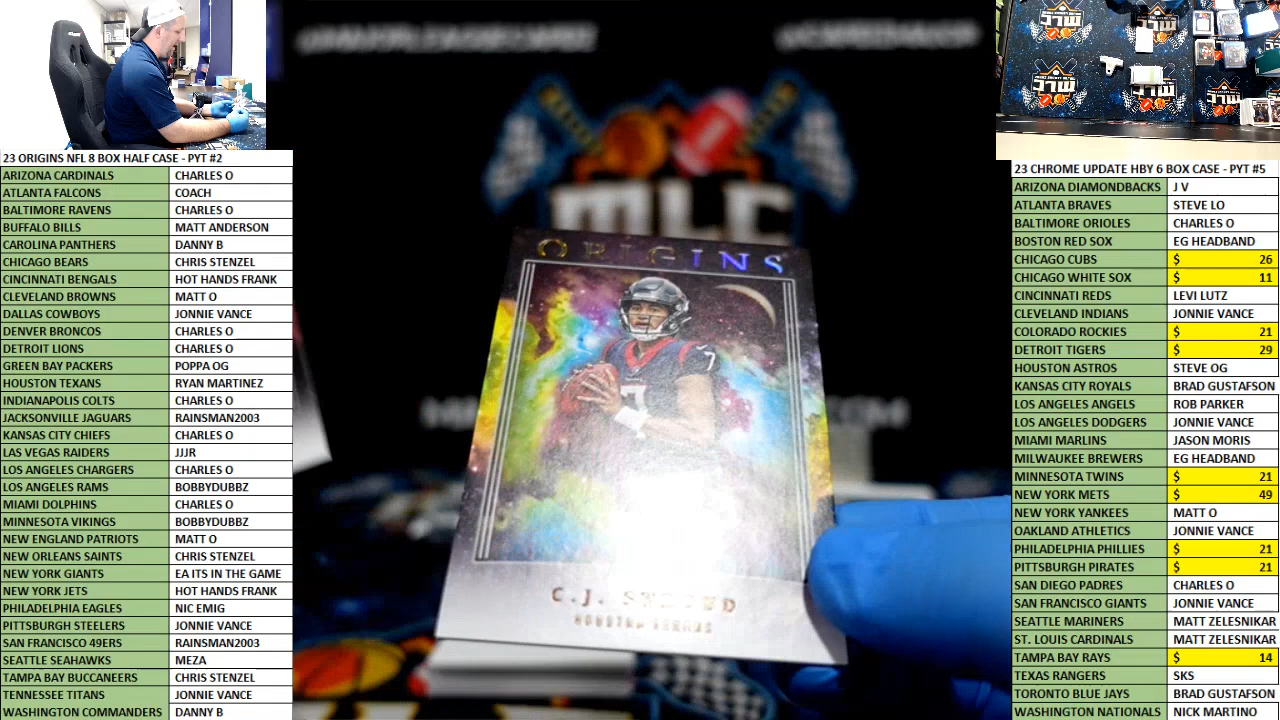 23 ORIGINS NFL 8 BOX HALF CASE - PYT #2
ARIZONA CARDINALS CHARLES O
ATLANTA FALCONS COACH
BALTIMORE RAVENS CHARLES O
BUFFALO BILLS MATT ANDERSON
CAROLINA PANTHERS DANNY B
CHICAGO BEARS CHRIS STENZEL
CINCINNATI BENGALS HOT HANDS FRANK
CLEVELAND BROWNS MATT O
DALLAS COWBOYS JONNIE VANCE
DENVER BRONCOS CHARLES O
DETROIT LIONS CHARLES O
GREEN BAY PACKERS POPPA OG
HOUSTON TEXANS RYAN MARTINEZ
INDIANAPOLIS COLTS CHARLES O
JACKSONVILLE JAGUARS RAINSMAN2003
KANSAS CITY CHIEFS CHARLES O
LAS VEGAS RAIDERS JJJR
LOS ANGELES CHARGERS CHARLES O
LOS ANGELES RAMS BOBBYDUBBZ
MIAMI DOLPHINS CHARLES O
MINNESOTA VIKINGS BOBBYDUBBZ
NEW ENGLAND PATRIOTS MATT O
NEW ORLEANS SAINTS CHRIS STENZEL
NEW YORK GIANTS EA ITS IN THE GAME
NEW YORK JETS HOT HANDS FRANK
PHILADELPHIA EAGLES NIC EMIG
PITTSBURGH STEELERS JONNIE VANCE
SAN FRANCISCO 49ERS RAINSMAN2003
SEATTLE SEAHAWKS MEZA
TAMPA BAY BUCCANEERS CHRIS STENZEL
TENNESSEE TITANS JONNIE VANCE
WASHINGTON COMMANDERS DANNY B
MLC
ORIGINS
7
C.J. STROUD
HOUSTON TEXANS
23 CHROME UPDATE HBY 6 BOX CASE - PYT #5
ARIZONA DIAMONDBACKS J V
ATLANTA BRAVES STEVE LO
BALTIMORE ORIOLES CHARLES O
BOSTON RED SOX EG HEADBAND
CHICAGO CUBS $ 26
CHICAGO WHITE SOX $ 11
CINCINNATI REDS LEVI LUTZ
CLEVELAND INDIANS JONNIE VANCE
COLORADO ROCKIES $ 21
DETROIT TIGERS $ 29
HOUSTON ASTROS STEVE OG
KANSAS CITY ROYALS BRAD GUSTAFSON
LOS ANGELES ANGELS ROB PARKER
LOS ANGELES DODGERS JONNIE VANCE
MIAMI MARLINS JASON MORIS
MILWAUKEE BREWERS EG HEADBAND
MINNESOTA TWINS $ 21
NEW YORK METS $ 49
NEW YORK YANKEES MATT O
OAKLAND ATHLETICS JONNIE VANCE
PHILADELPHIA PHILLIES $ 21
PITTSBURGH PIRATES $ 21
SAN DIEGO PADRES CHARLES O
SAN FRANCISCO GIANTS JONNIE VANCE
SEATTLE MARINERS MATT ZELESNIKAR
ST. LOUIS CARDINALS MATT ZELESNIKAR
TAMPA BAY RAYS $ 14
TEXAS RANGERS SKS
TORONTO BLUE JAYS BRAD GUSTAFSON
WASHINGTON NATIONALS NICK MARTINO